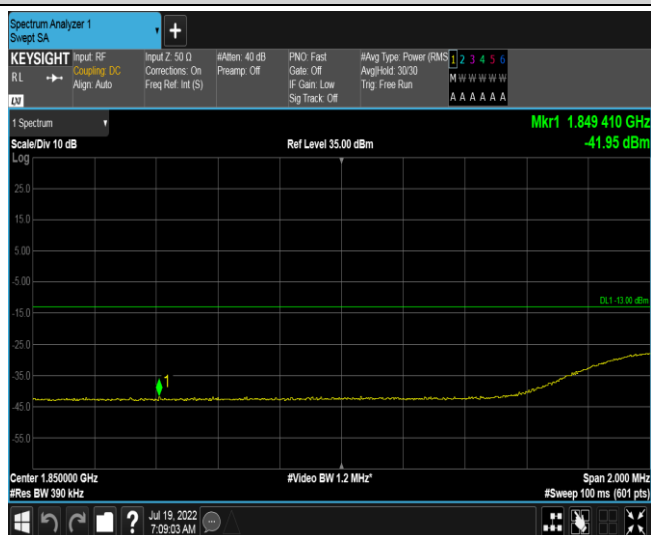 Spectrum Analyzer 1
Swept SA
+
KEYSIGHT
RL
Input: RF
Coupling: DC
Align: Auto
Input Z: 50 Ω
Corrections: On
Freq Ref: Int (S)
#Atten: 40 dB
Preamp: Off
PNO: Fast
Gate: Off
IF Gain: Low
Sig Track: Off
#Avg Type: Power (RMS
Avg|Hold: 30/30
Trig: Free Run
1 2 3 4 5 6
M W W W W W
A A A A A A
LXI
1 Spectrum
Scale/Div 10 dB
Ref Level 35.00 dBm
Mkr1 1.849 410 GHz
-41.95 dBm
Log
25.0
15.0
5.00
-5.00
DL1 -13.00 dBm
-15.0
-25.0
-35.0
1
-45.0
-55.0
Center 1.850000 GHz
#Video BW 1.2 MHz*
Span 2.000 MHz
#Res BW 390 kHz
#Sweep 100 ms (601 pts)
?
Jul 19, 2022
7:09:03 AM